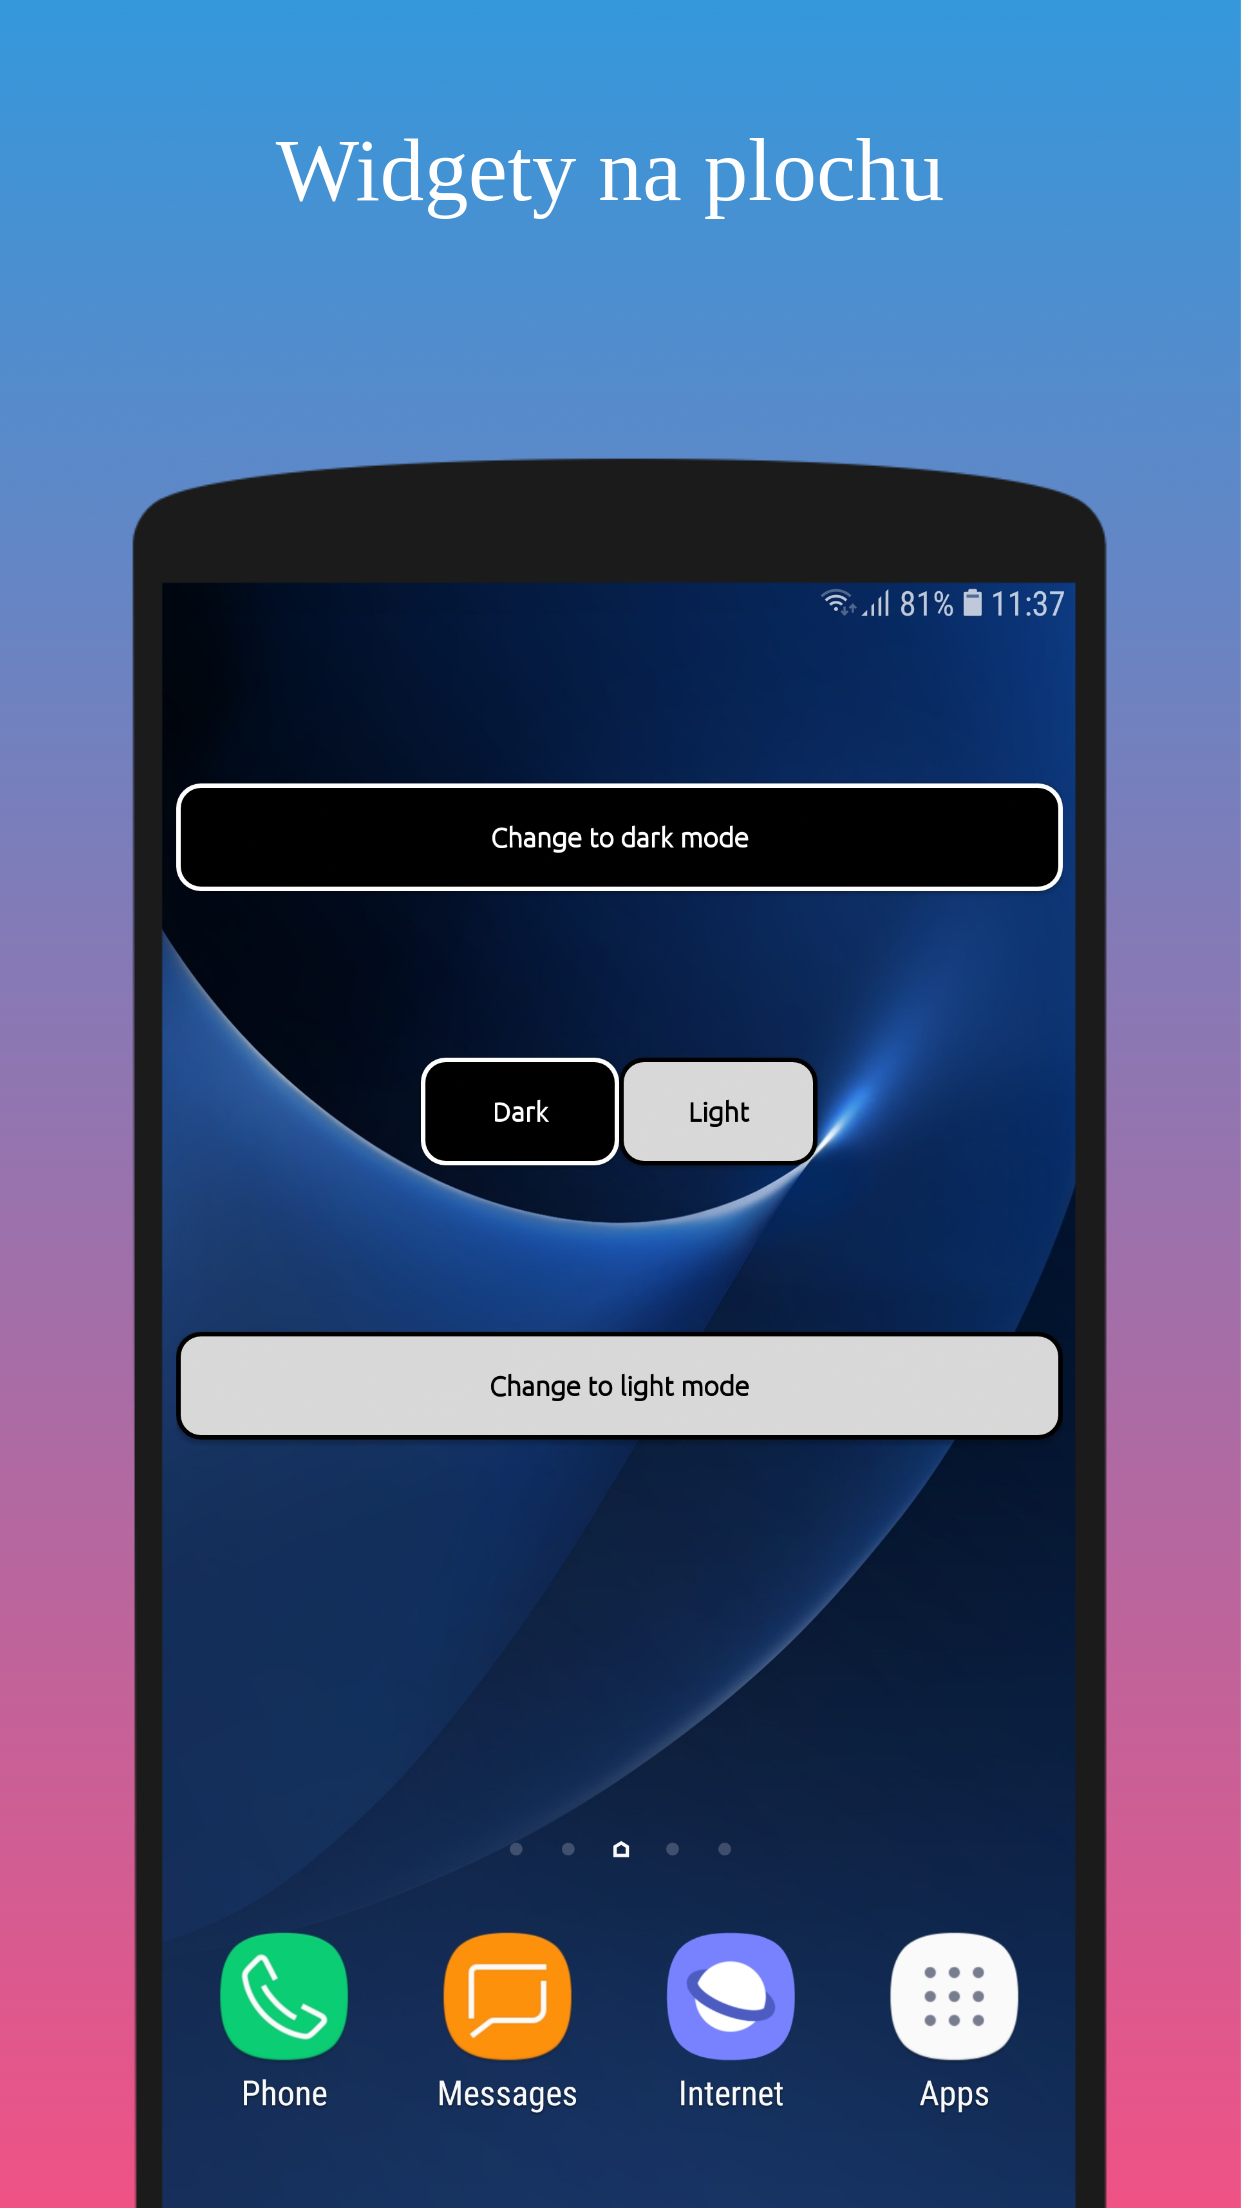 Widgety na plochu
81% 11:37
Change to dark mode
Dark Light
Change to light mode
Phone Messages Internet Apps